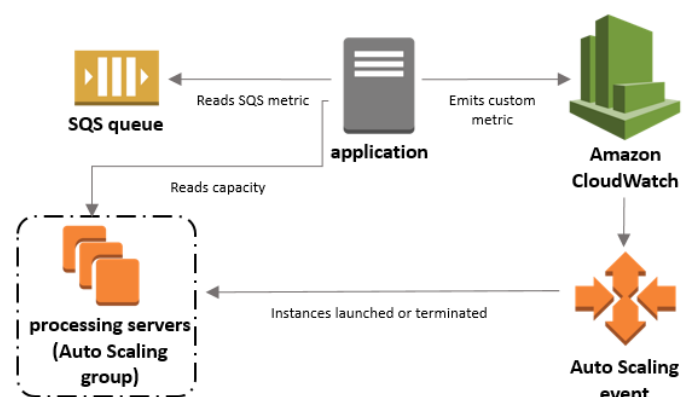 Reads SQS metric
Emits custom
metric
SQS queue
application
Amazon
CloudWatch
Reads capacity
Instances launched or terminated
processing servers
(Auto Scaling
group)
Auto Scaling
event